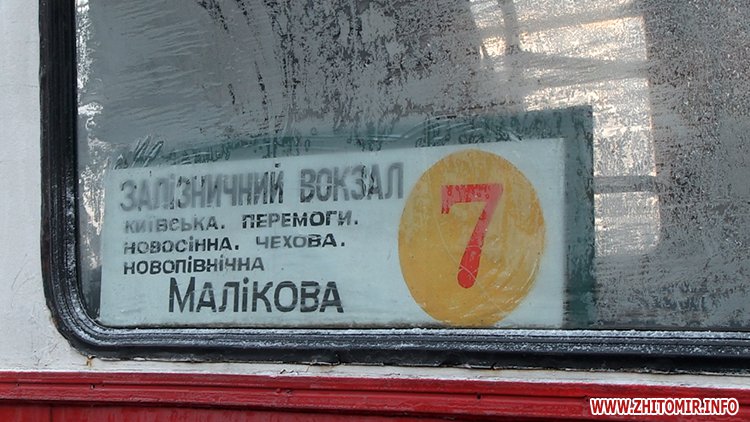 ЗАЛІЗНИЧНИЙ ВОКЗАЛ
КИЇВСЬКА. ПЕРЕМОГИ.
НОВОСІННА. ЧЕХОВА.
НОВОПІВНІЧНА
МАЛІКОВА
7
WWW.ZHITOMIR.INFO